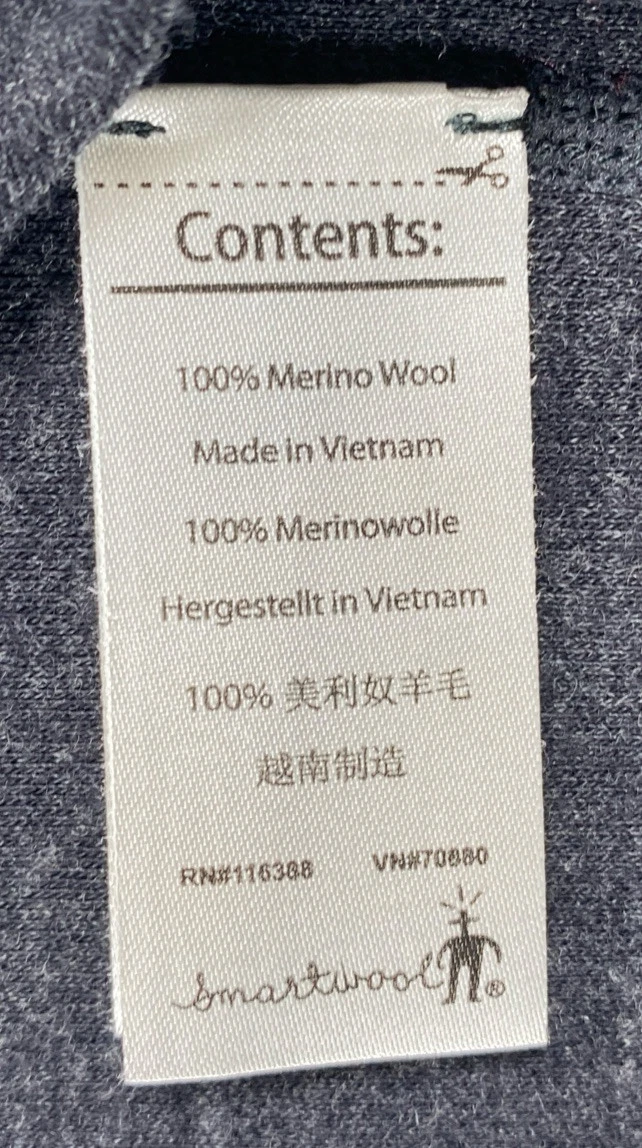 Contents:
100% Merino Wool
Made in Vietnam
100% Merinowolle
Hergestellt in Vietnam
100% 美利奴羊毛
越南制造
RN#116388 VN#70880
smartwool ®